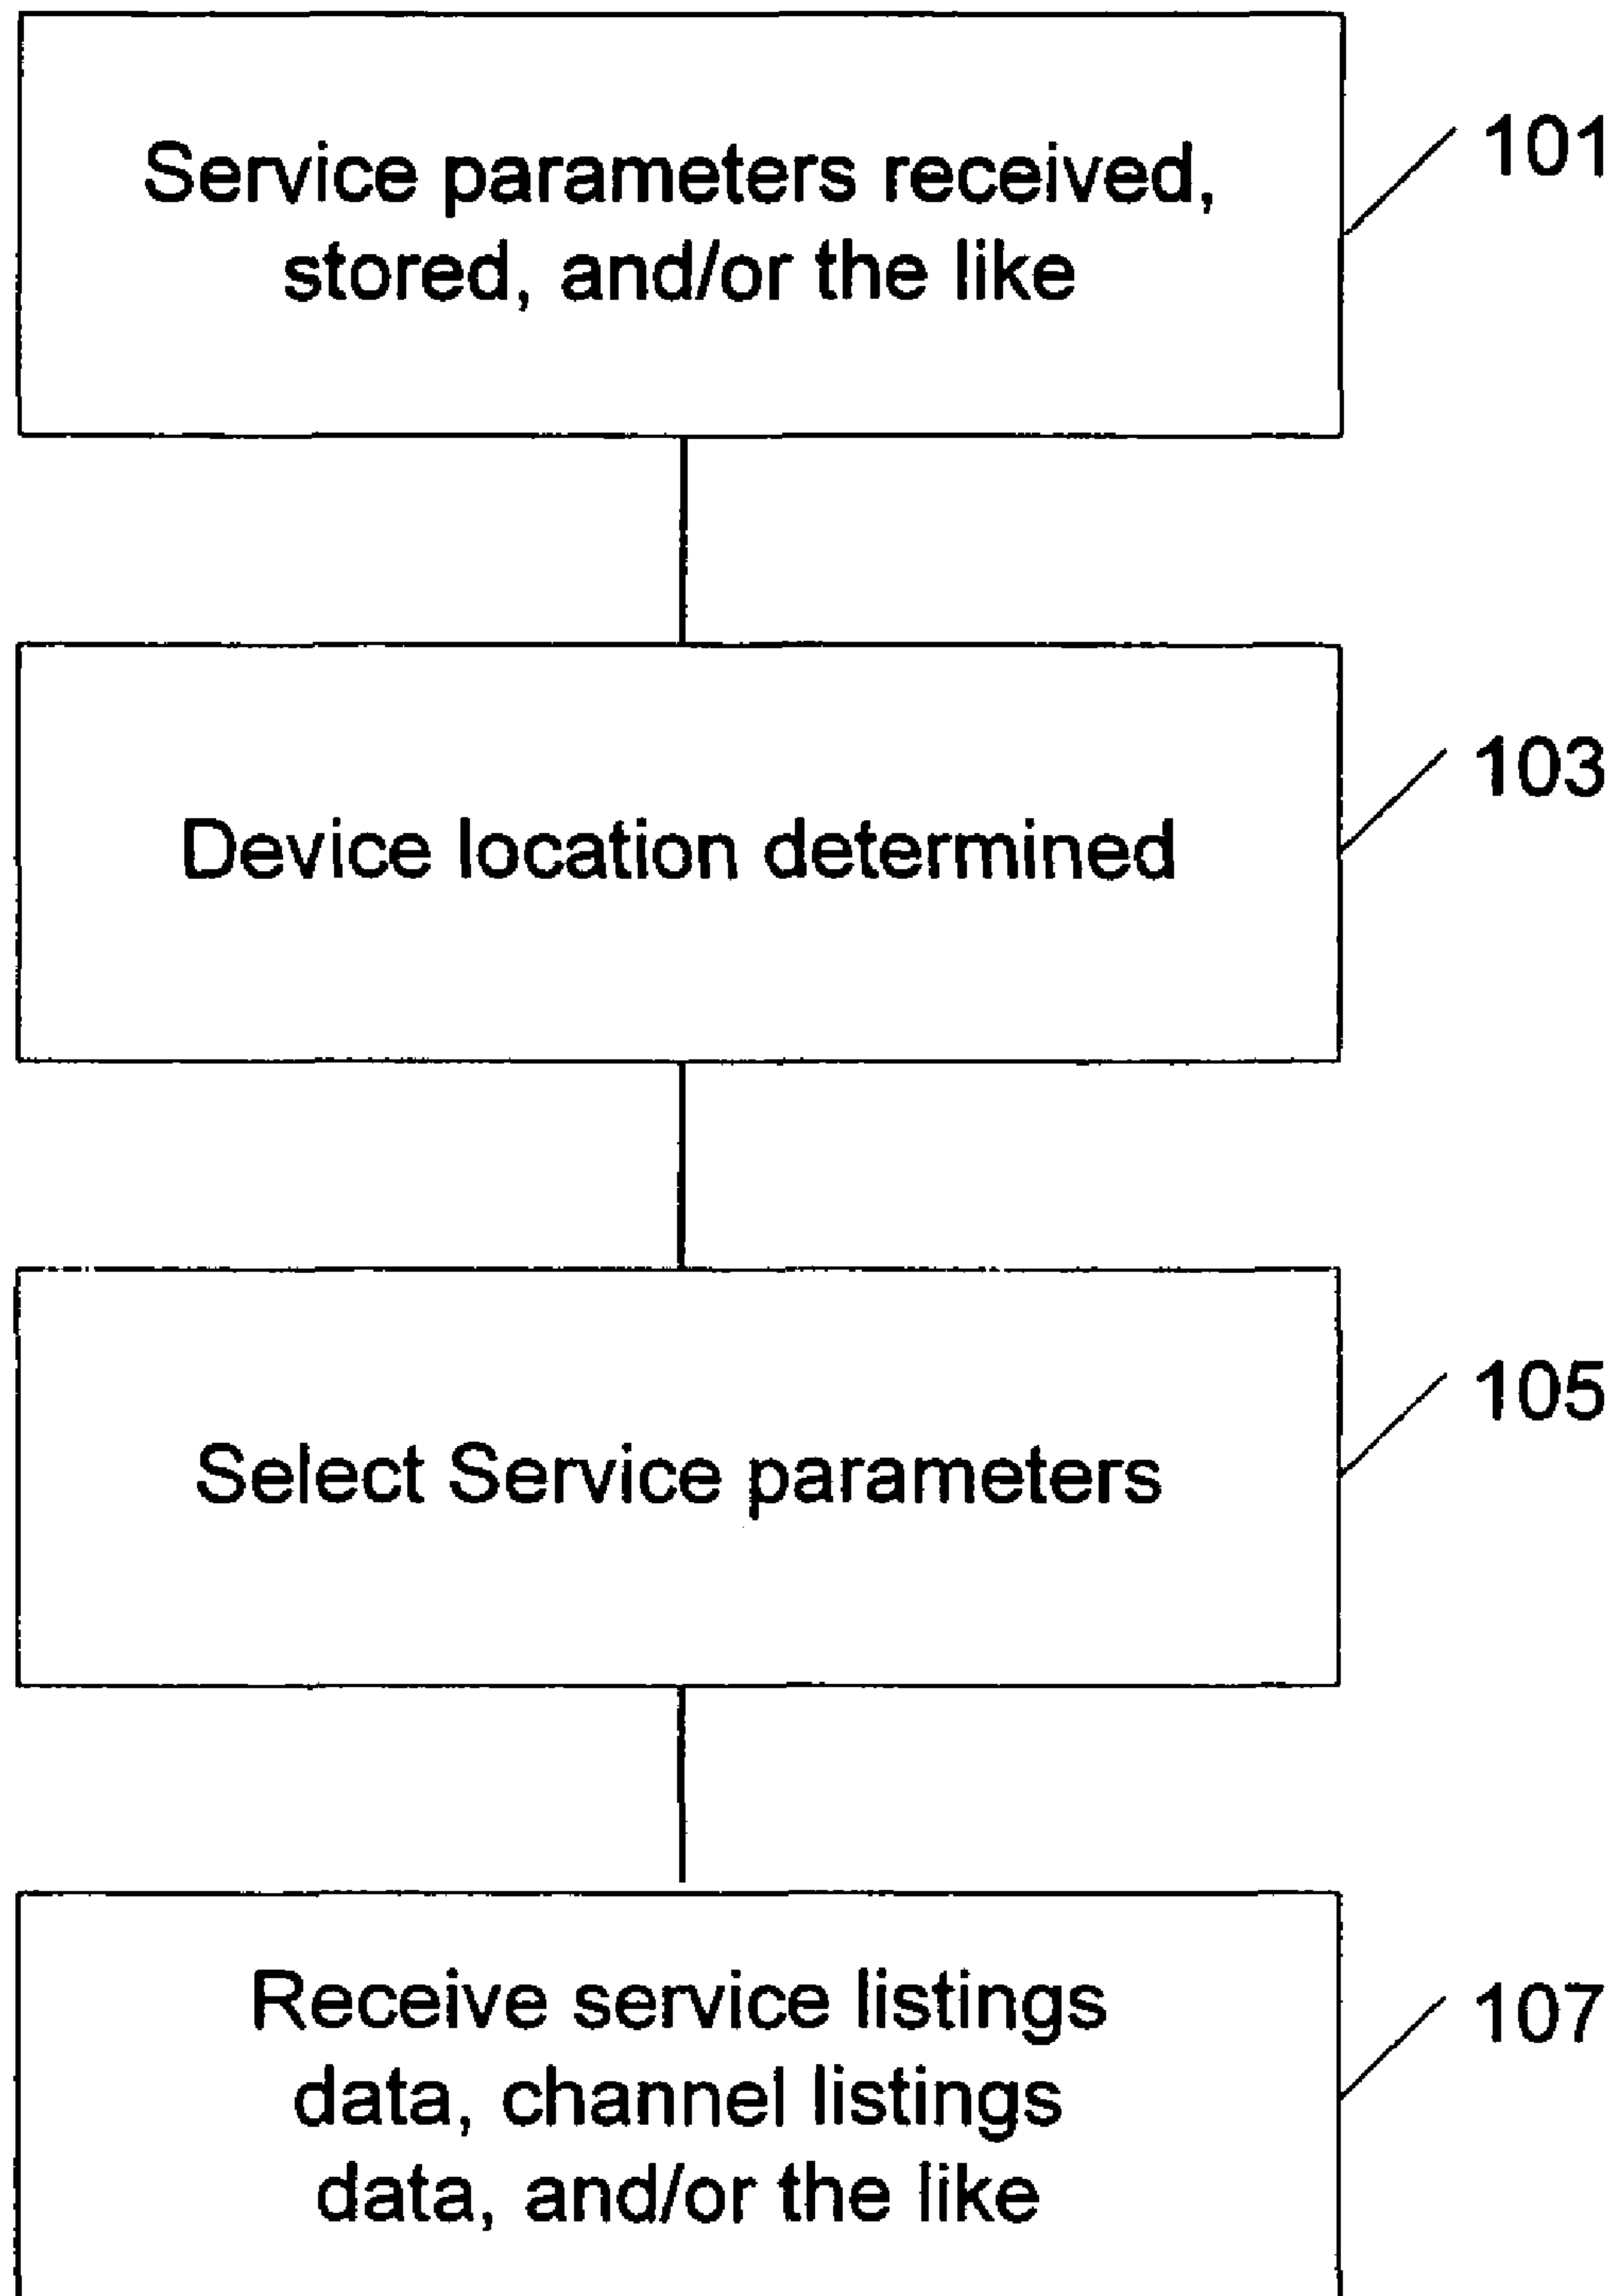 Service parameters received,
stored, and/or the like
101
Device location determined
103
Select Service parameters
105
Receive service listings
data, channel listings
data, and/or the like
107